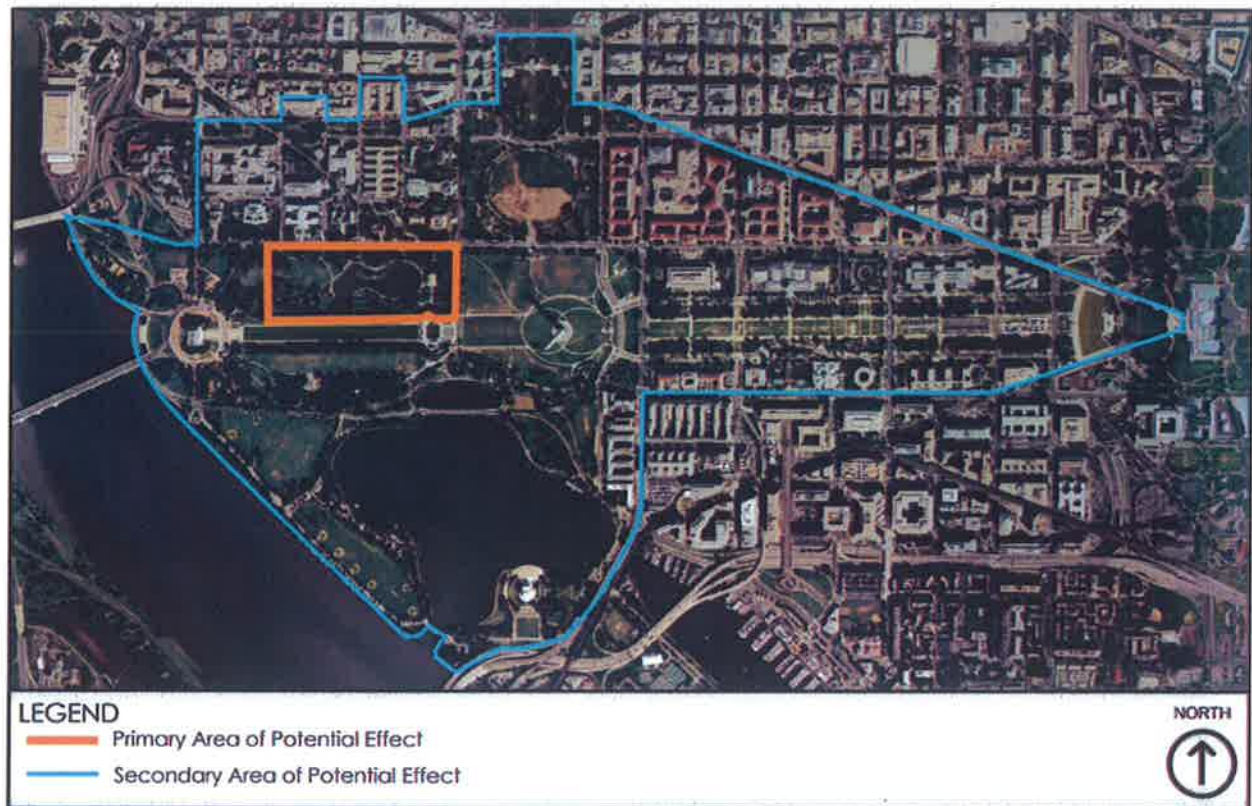 LEGEND
Primary Area of Potential Effect
Secondary Area of Potential Effect
NORTH